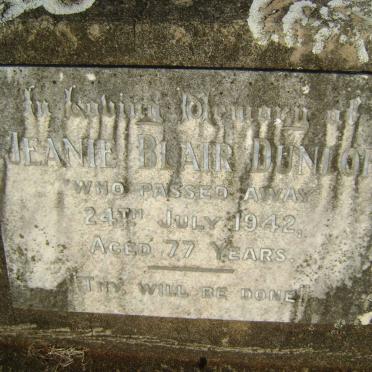 In Loving Memory of
JEANIE BLAIR DUNLOP
WHO PASSED AWAY
24TH JULY 1942,
AGED 77 YEARS.
"THY WILL BE DONE"